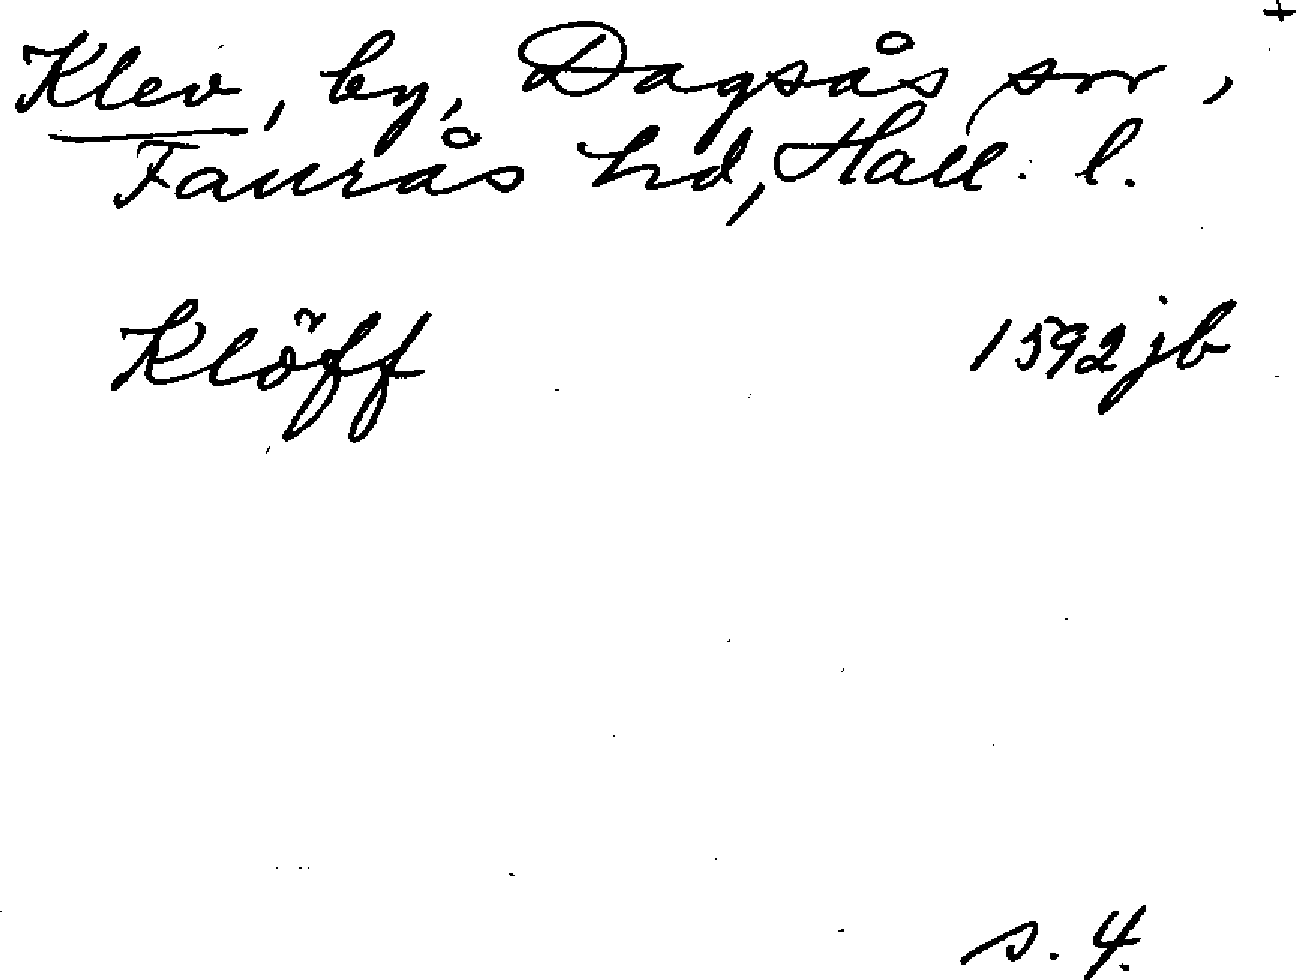 +
Klev, by, Dagsås sn,
Faurås hd, Hall. l.
Klöff 1592 jb
s. 4.